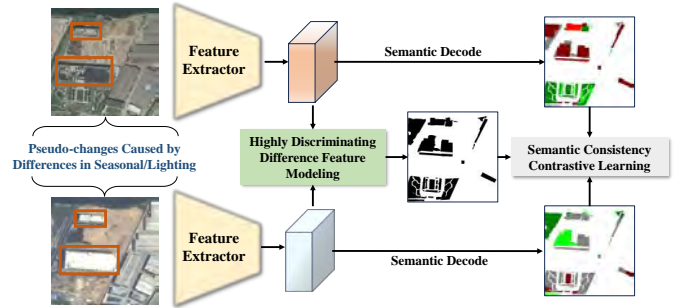 Feature
Extractor
Semantic Decode
Pseudo-changes Caused by
Differences in Seasonal/Lighting
Highly Discriminating
Difference Feature
Modeling
Semantic Consistency
Contrastive Learning
Feature
Extractor
Semantic Decode